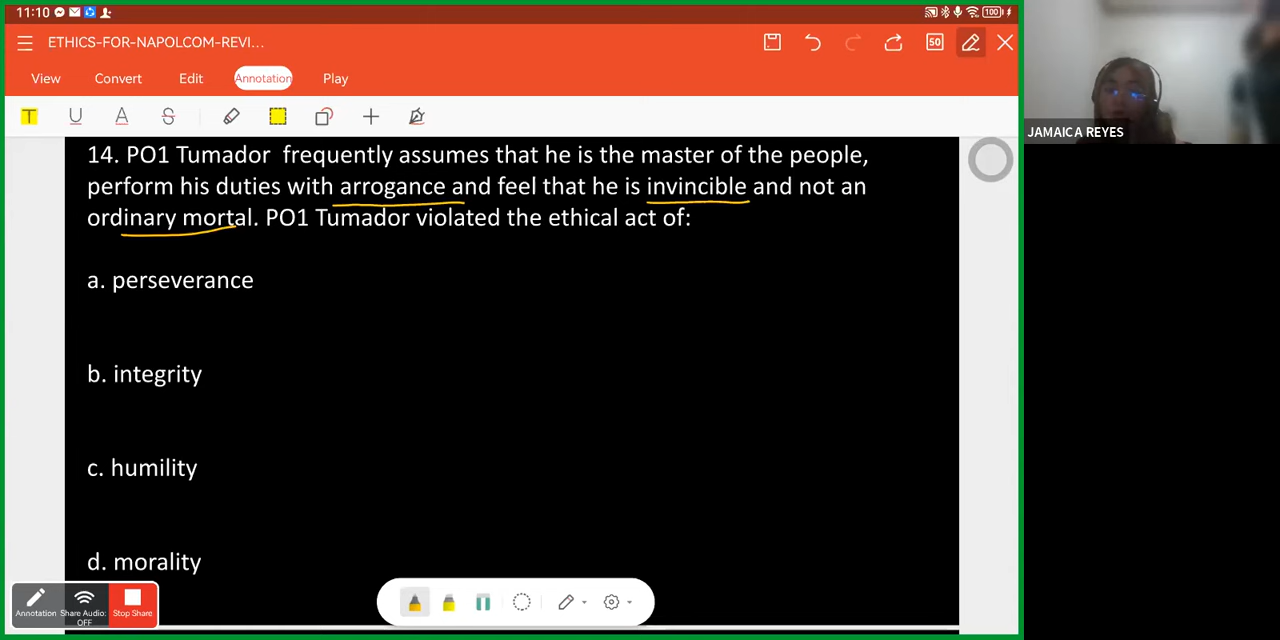 11:10
100
ETHICS-FOR-NAPOLCOM-REVI...
50
View
Convert
Edit
Annotation
Play
T
U
A
S
JAMAICA REYES
14. PO1 Tumador frequently assumes that he is the master of the people,
perform his duties with arrogance and feel that he is invincible and not an
ordinary mortal. PO1 Tumador violated the ethical act of:
a. perseverance
b. integrity
c. humility
d. morality
Annotation
Share Audio:
OFF
Stop Share